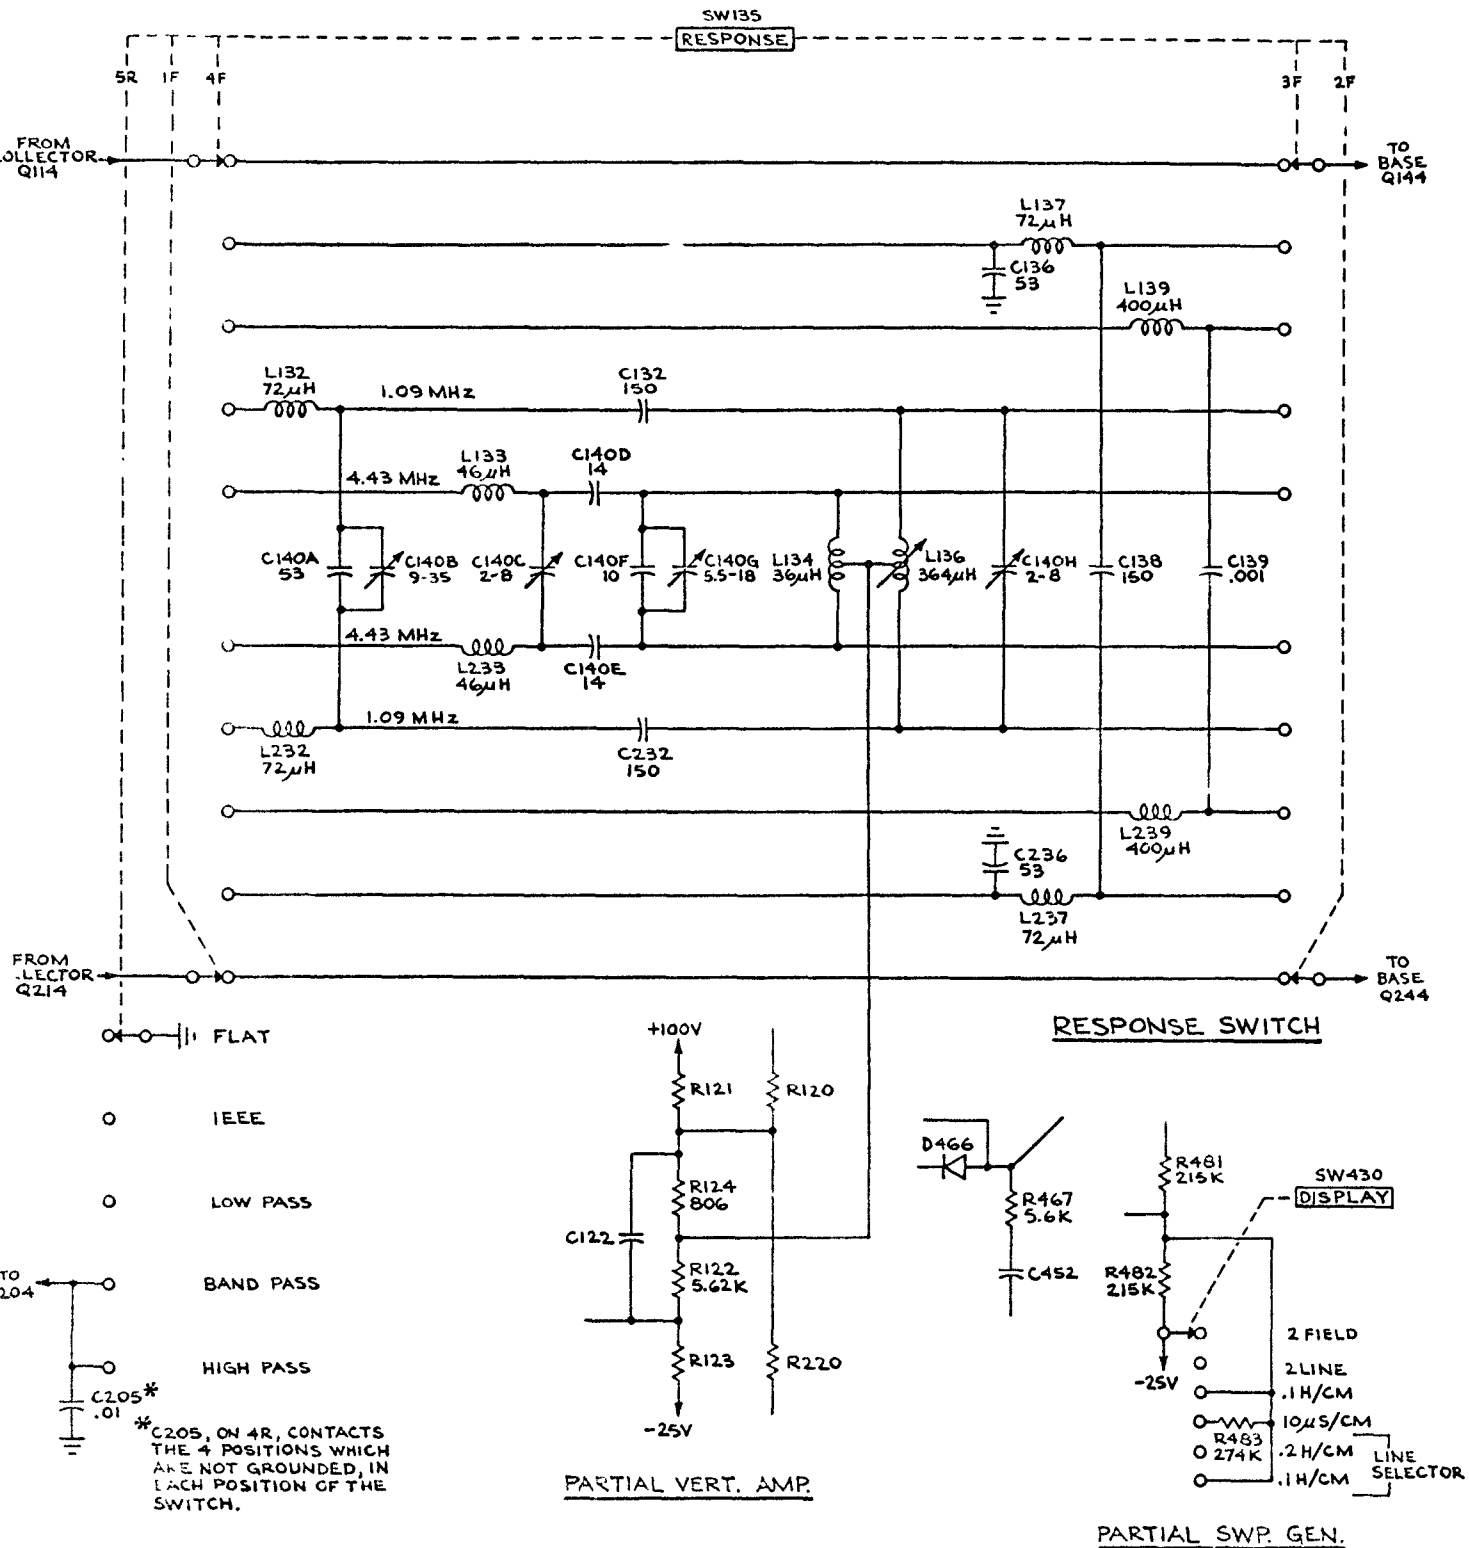 SW135
RESPONSE
5R 1F 4F
3F 2F
FROM
OLLECTOR
Q114
TO
BASE
Q144
L137
72µH
C136
53
L139
400µH
L132
72µH
1.09 MHz
C132
150
L133
46µH
4.43 MHz
C140D
14
C140A
53
C140B
9-35
C140C
2-8
C140F
10
C140G
5.5-18
L134
36µH
L136
364µH
C140H
2-8
C138
150
C139
.001
4.43 MHz
L233
46µH
C140E
14
1.09 MHz
L232
72µH
C232
150
L239
400µH
C236
53
L237
72µH
FROM
LLECTOR
Q214
TO
BASE
Q244
RESPONSE SWITCH
FLAT
IEEE
LOW PASS
BAND PASS
HIGH PASS
TO
204
C205*
.01
*C205, ON 4R, CONTACTS
THE 4 POSITIONS WHICH
ARE NOT GROUNDED, IN
EACH POSITION OF THE
SWITCH.
+100V
R121
R120
R124
806
C122
R122
5.62K
R123
R220
-25V
PARTIAL VERT. AMP.
D466
R467
5.6K
C452
R481
215K
SW430
DISPLAY
R482
215K
-25V
2 FIELD
2 LINE
.1 H/CM
10µS/CM
R483
274K
.2 H/CM
.1 H/CM
LINE
SELECTOR
PARTIAL SWP. GEN.